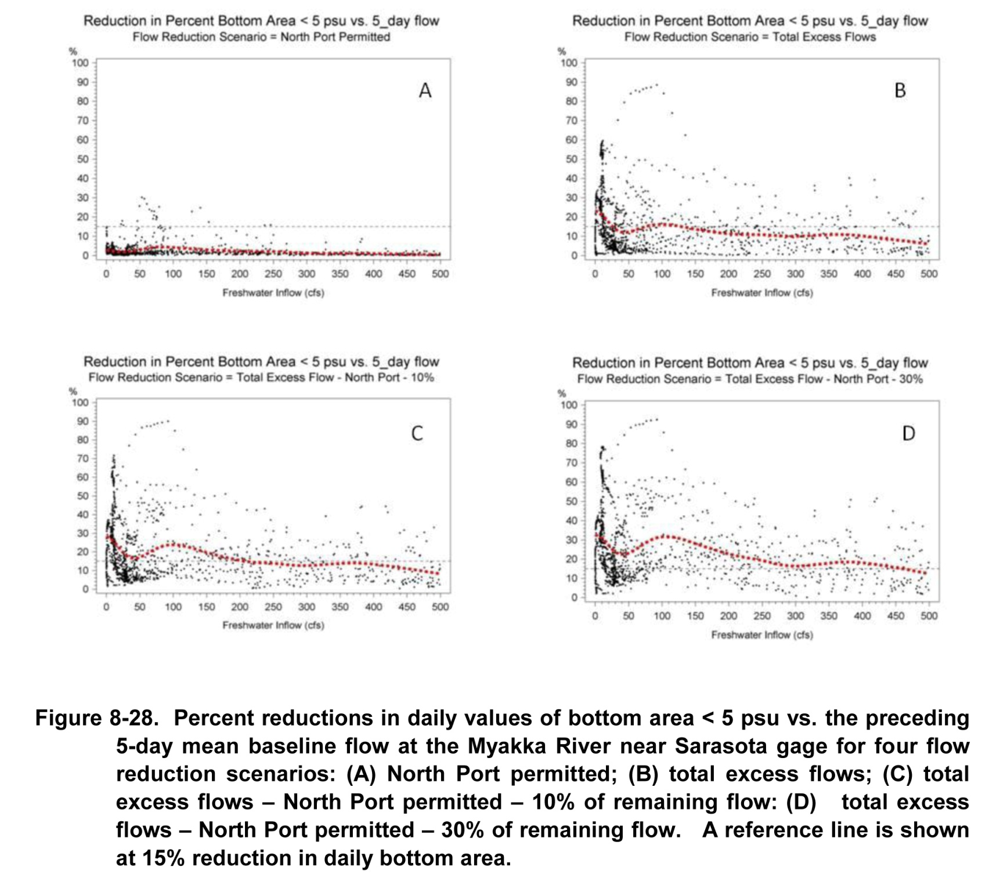 Reduction in Percent Bottom Area < 5 psu vs. 5_day flow
Flow Reduction Scenario = North Port Permitted
%
100
90
80
70
60
50
40
30
20
10
0
A
0 50 100 150 200 250 300 350 400 450 500
Freshwater Inflow (cfs)
Reduction in Percent Bottom Area < 5 psu vs. 5_day flow
Flow Reduction Scenario = Total Excess Flows
%
100
90
80
70
60
50
40
30
20
10
0
B
0 50 100 150 200 250 300 350 400 450 500
Freshwater Inflow (cfs)
Reduction in Percent Bottom Area < 5 psu vs. 5_day flow
Flow Reduction Scenario = Total Excess Flow - North Port - 10%
%
100
90
80
70
60
50
40
30
20
10
0
C
0 50 100 150 200 250 300 350 400 450 500
Freshwater Inflow (cfs)
Reduction in Percent Bottom Area < 5 psu vs. 5_day flow
Flow Reduction Scenario = Total Excess Flow - North Port - 30%
%
100
90
80
70
60
50
40
30
20
10
0
D
0 50 100 150 200 250 300 350 400 450 500
Freshwater Inflow (cfs)
Figure 8-28. Percent reductions in daily values of bottom area < 5 psu vs. the preceding
5-day mean baseline flow at the Myakka River near Sarasota gage for four flow
reduction scenarios: (A) North Port permitted; (B) total excess flows; (C) total
excess flows – North Port permitted – 10% of remaining flow: (D) total excess
flows – North Port permitted – 30% of remaining flow. A reference line is shown
at 15% reduction in daily bottom area.